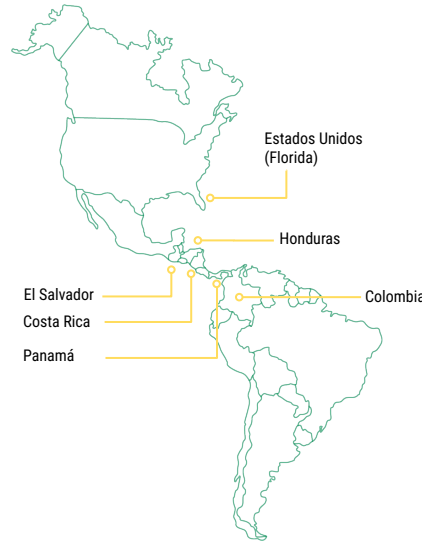 Estados Unidos
(Florida)
Honduras
El Salvador
Colombia
Costa Rica
Panamá